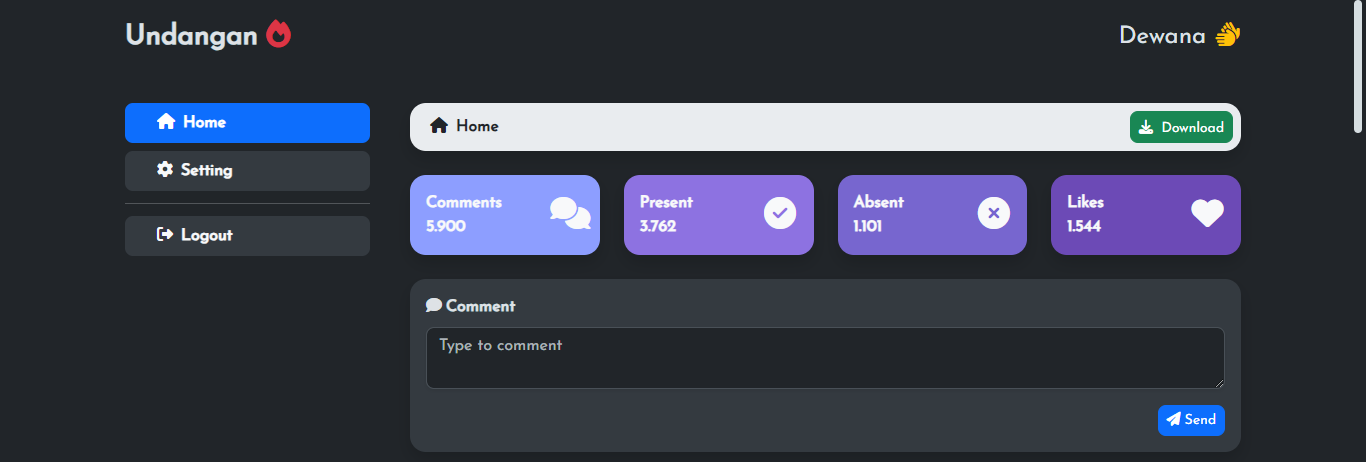 Undangan
Dewana
Home
Setting
Logout
Home
Download
Comments
5.900
Present
3.762
Absent
1.101
Likes
1.544
Comment
Type to comment
Send